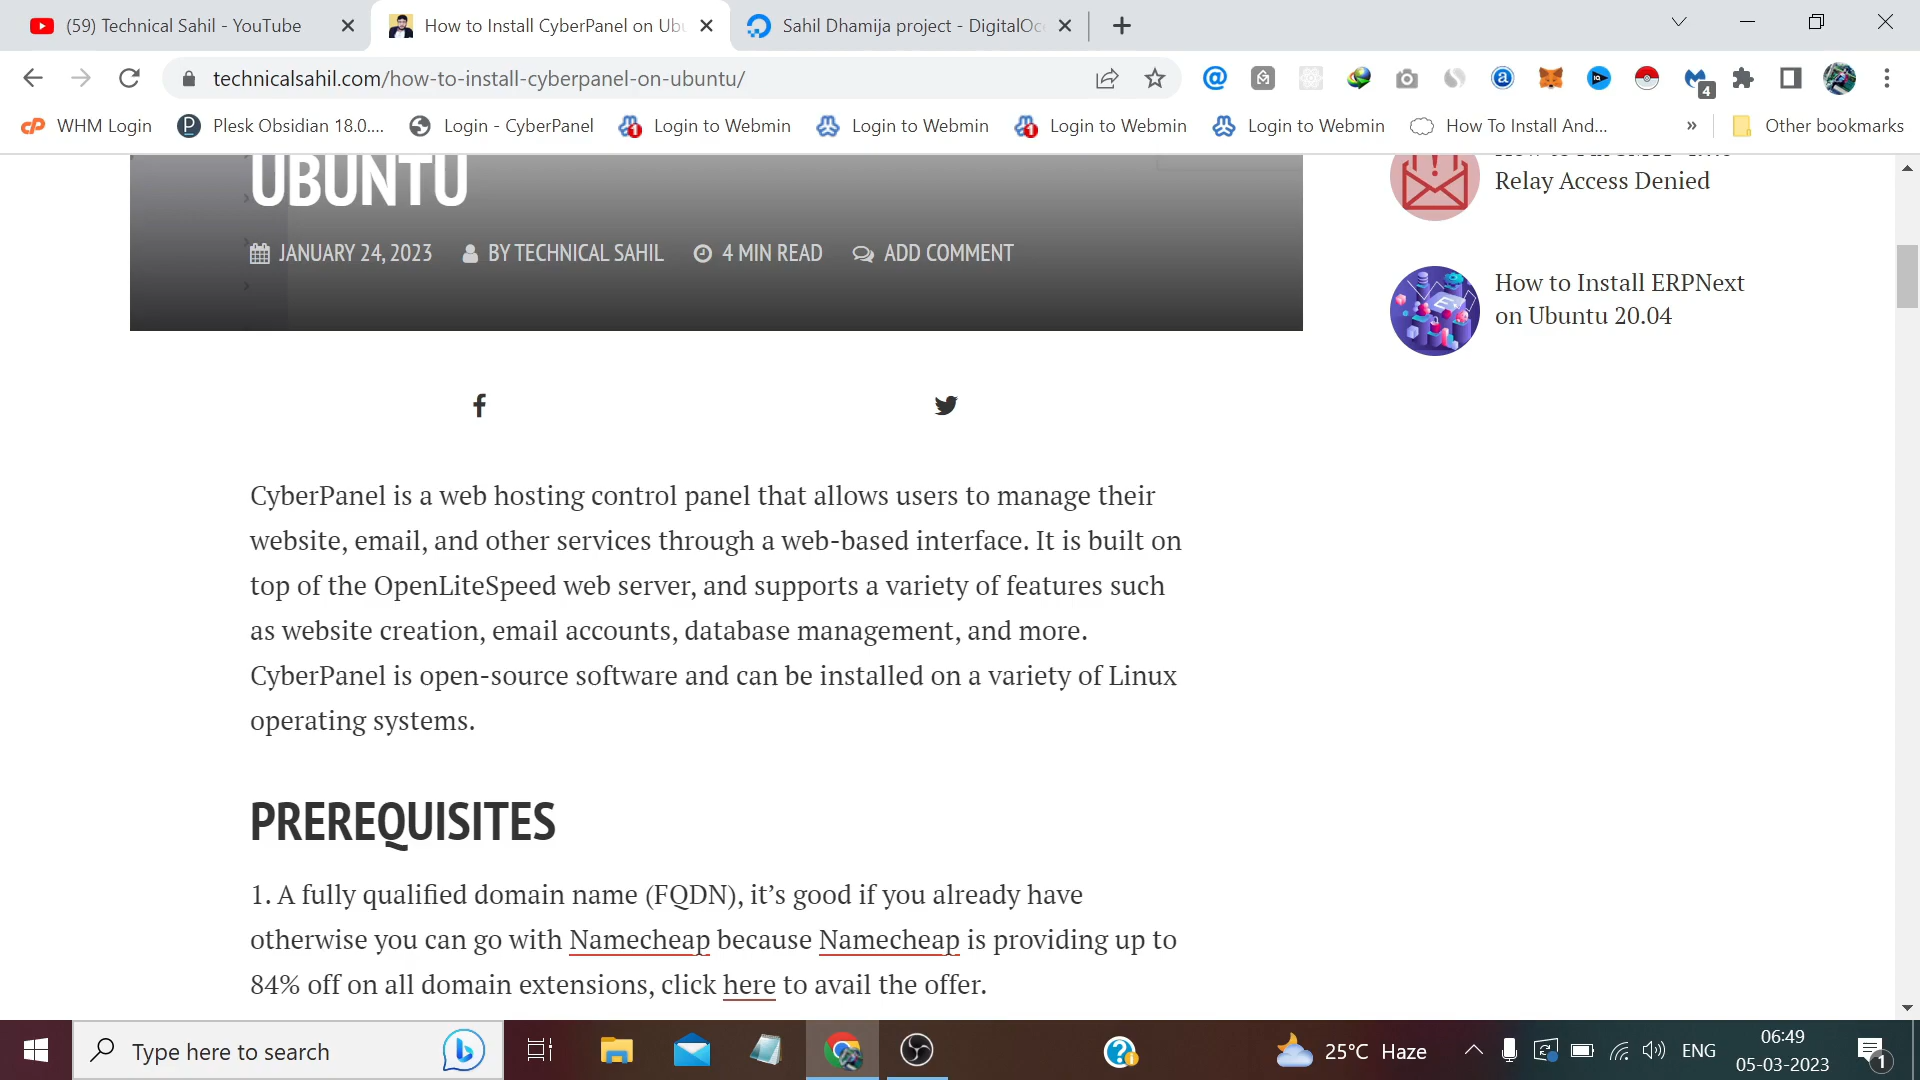 (59) Technical Sahil - YouTube
How to Install CyberPanel on Ub
Sahil Dhamija project - DigitalOc
technicalsahil.com/how-to-install-cyberpanel-on-ubuntu/
4
WHM Login
Plesk Obsidian 18.0....
Login - CyberPanel
Login to Webmin
Login to Webmin
Login to Webmin
Login to Webmin
How To Install And...
»
Other bookmarks
UBUNTU
JANUARY 24, 2023
BY TECHNICAL SAHIL
4 MIN READ
ADD COMMENT
Relay Access Denied
How to Install ERPNext
on Ubuntu 20.04
CyberPanel is a web hosting control panel that allows users to manage their
website, email, and other services through a web-based interface. It is built on
top of the OpenLiteSpeed web server, and supports a variety of features such
as website creation, email accounts, database management, and more.
CyberPanel is open-source software and can be installed on a variety of Linux
operating systems.
PREREQUISITES
1. A fully qualified domain name (FQDN), it’s good if you already have
otherwise you can go with Namecheap because Namecheap is providing up to
84% off on all domain extensions, click here to avail the offer.
Type here to search
25°C Haze
ENG
06:49
05-03-2023
1